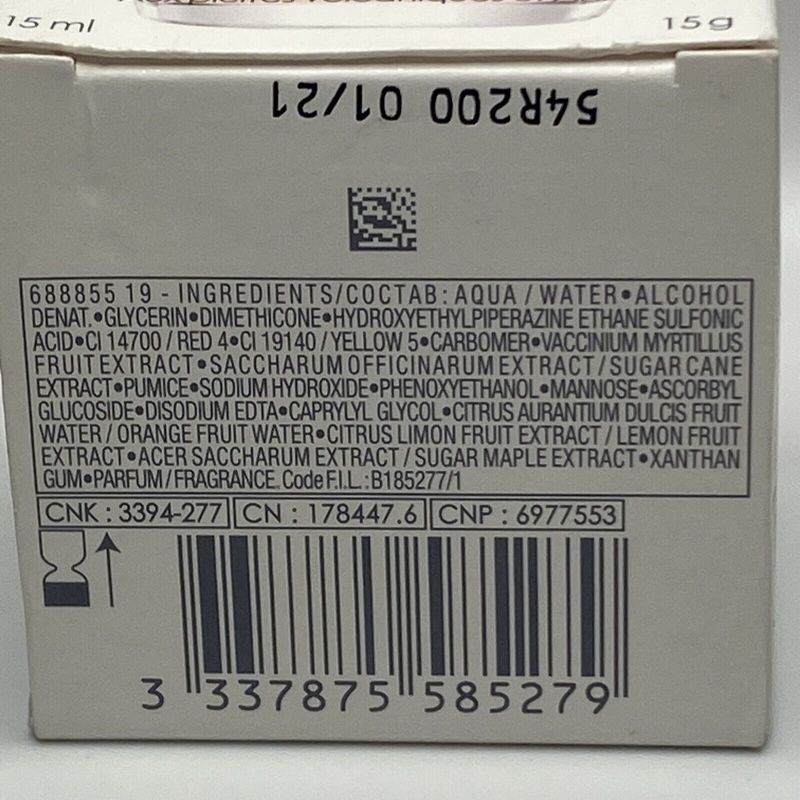 15 ml
15g
54R200 01/21
688855 19 - INGREDIENTS/COCTAB: AQUA / WATER•ALCOHOL
DENAT.•GLYCERIN•DIMETHICONE•HYDROXYETHYLPIPERAZINE ETHANE SULFONIC
ACID•CI 14700 / RED 4•CI 19140 / YELLOW 5•CARBOMER•VACCINIUM MYRTILLUS
FRUIT EXTRACT•SACCHARUM OFFICINARUM EXTRACT / SUGAR CANE
EXTRACT•PUMICE•SODIUM HYDROXIDE•PHENOXYETHANOL•MANNOSE•ASCORBYL
GLUCOSIDE•DISODIUM EDTA•CAPRYLYL GLYCOL•CITRUS AURANTIUM DULCIS FRUIT
WATER / ORANGE FRUIT WATER•CITRUS LIMON FRUIT EXTRACT / LEMON FRUIT
EXTRACT•ACER SACCHARUM EXTRACT / SUGAR MAPLE EXTRACT•XANTHAN
GUM•PARFUM / FRAGRANCE. Code F.I.L.: B185277/1
CNK : 3394-277 CN : 178447.6 CNP : 6977553
3 337875 585279